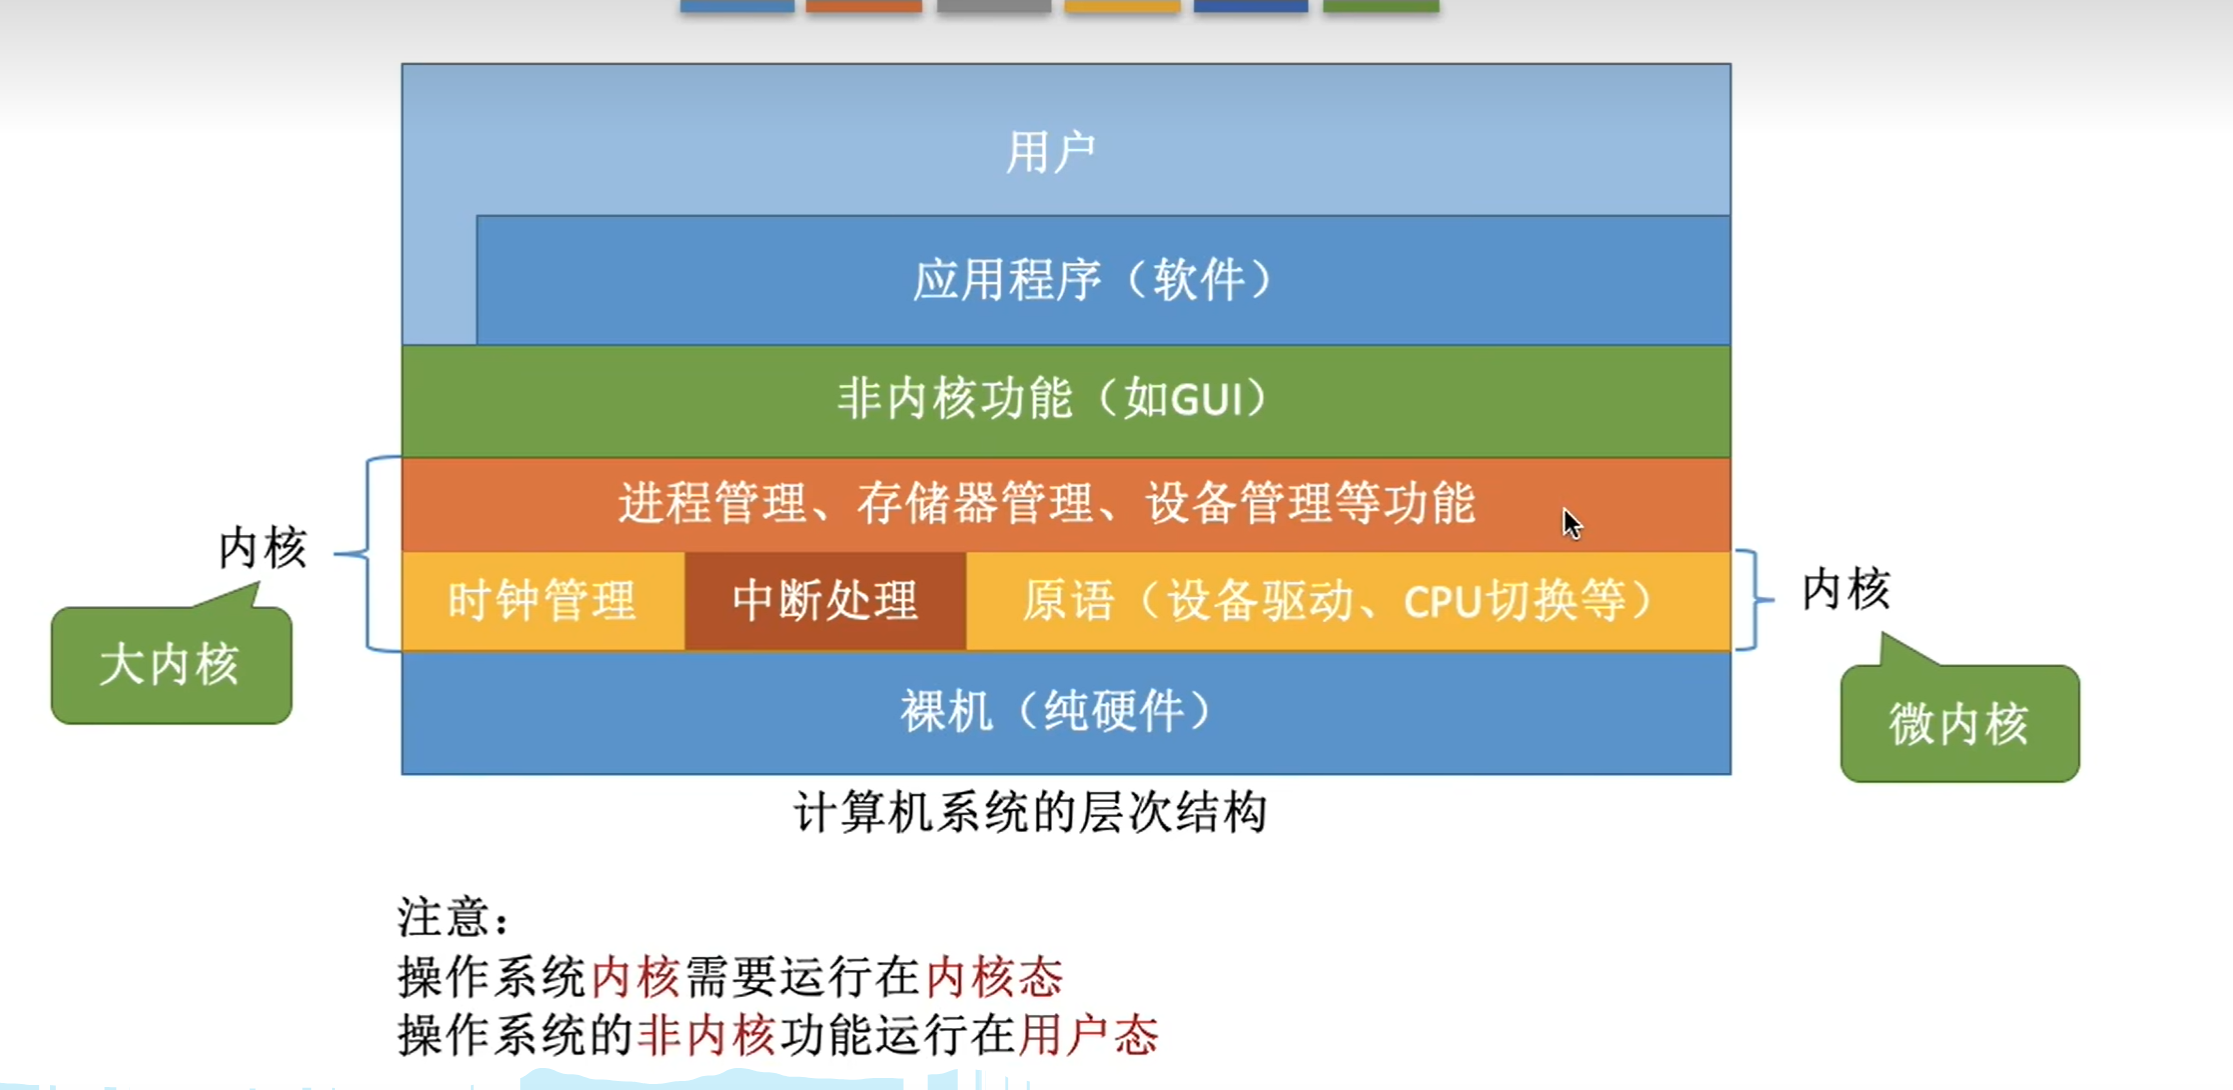 用户
应用程序（软件）
非内核功能（如GUI）
进程管理、存储器管理、设备管理等功能
内核
大内核
时钟管理
中断处理
原语（设备驱动、CPU切换等）
内核
微内核
裸机（纯硬件）
计算机系统的层次结构
注意：
操作系统内核需要运行在内核态
操作系统的非内核功能运行在用户态